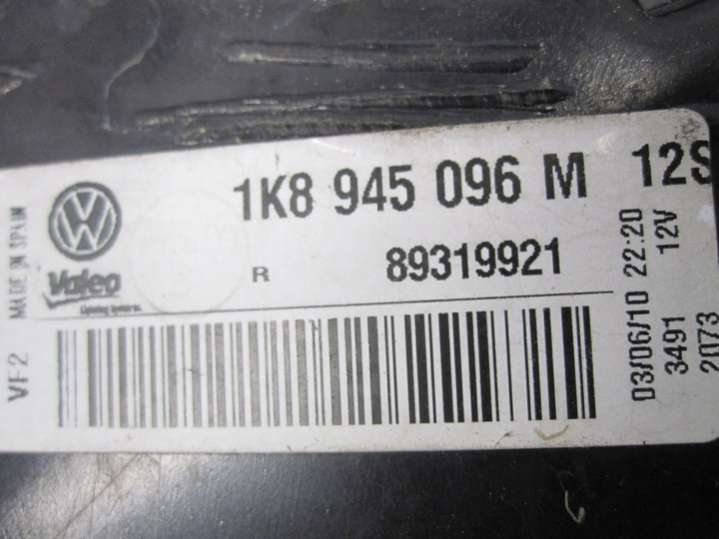 1K8 945 096 M
12S
R
89319921
MADE IN SPAIN
Valeo
VF2
03/06/10 22:20
3491 12V
2073